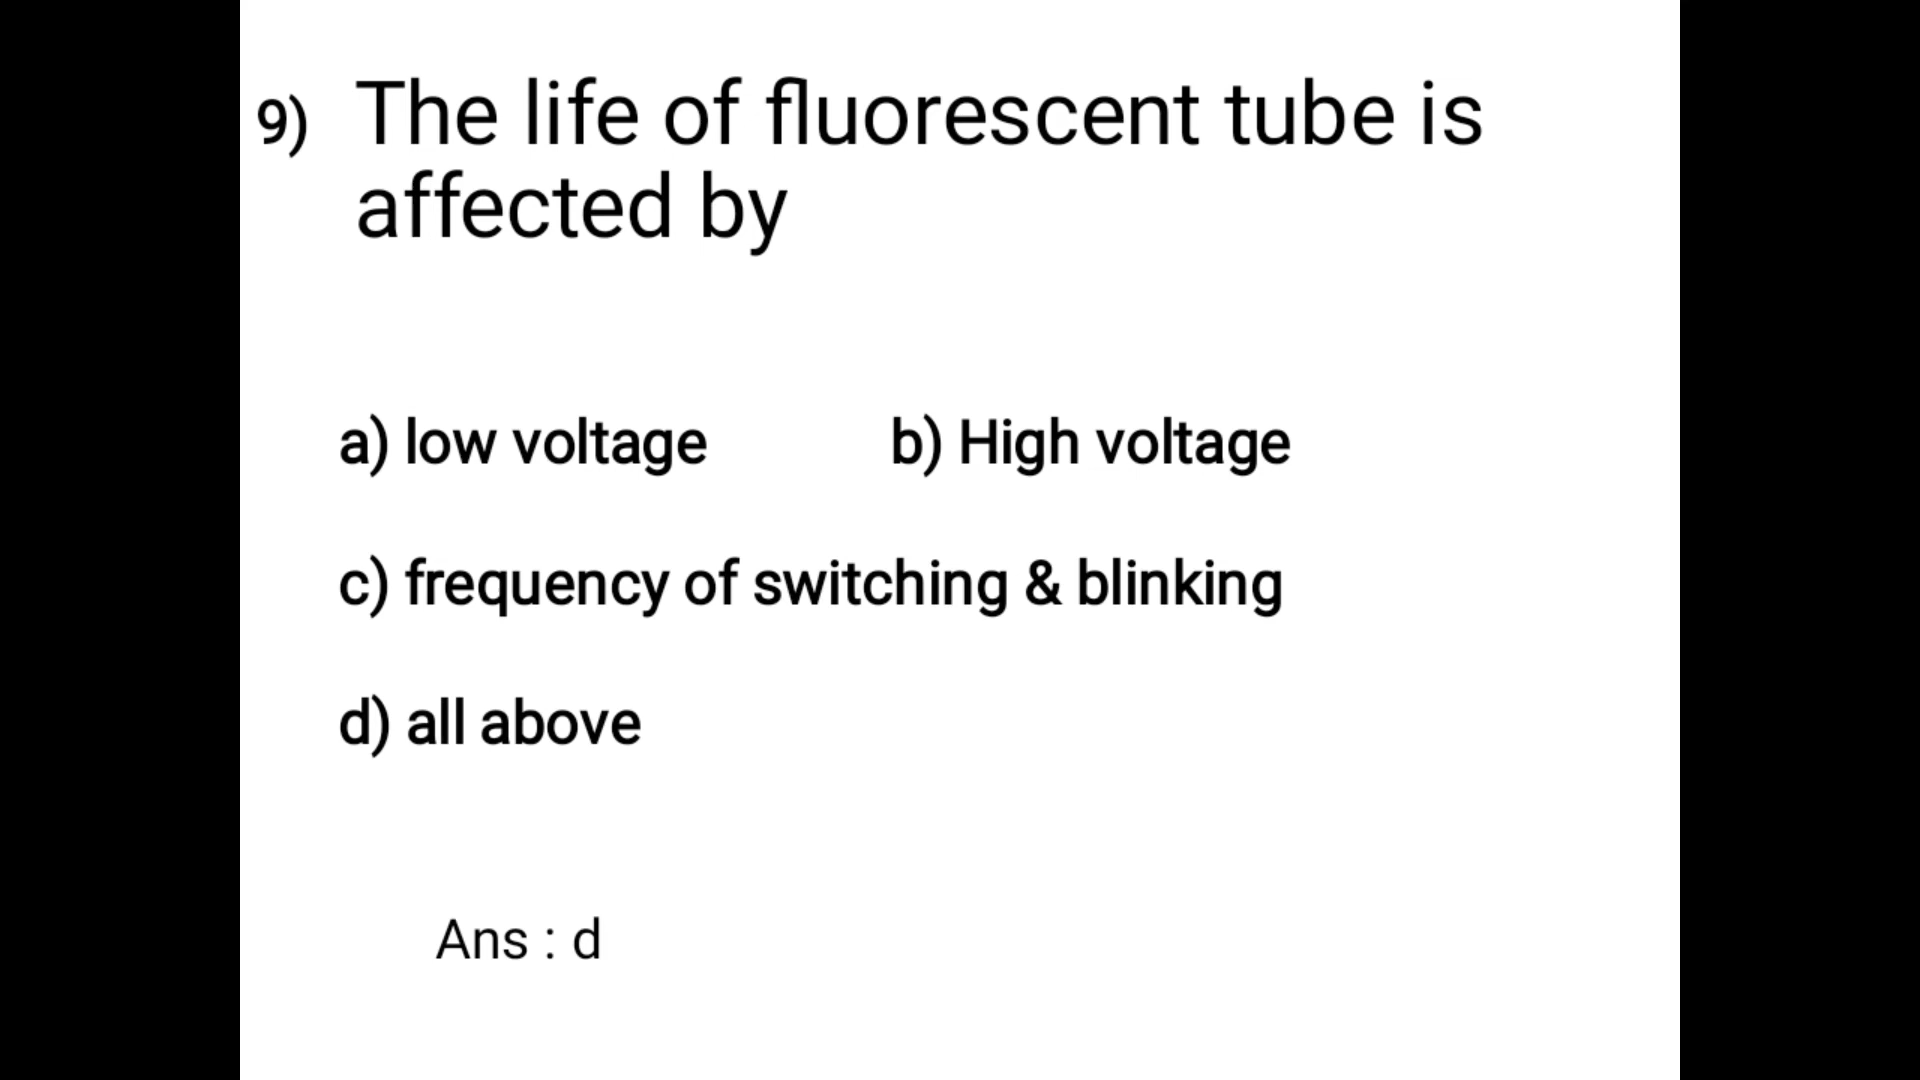 9) The life of fluorescent tube is
affected by
a) low voltage b) High voltage
c) frequency of switching & blinking
d) all above
Ans : d